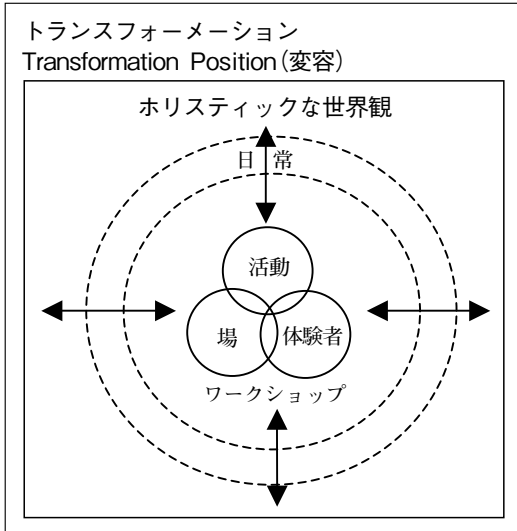 トランスフォーメーション
Transformation Position(変容)
ホリスティックな世界観
日 常
活動
場
体験者
ワークショップ